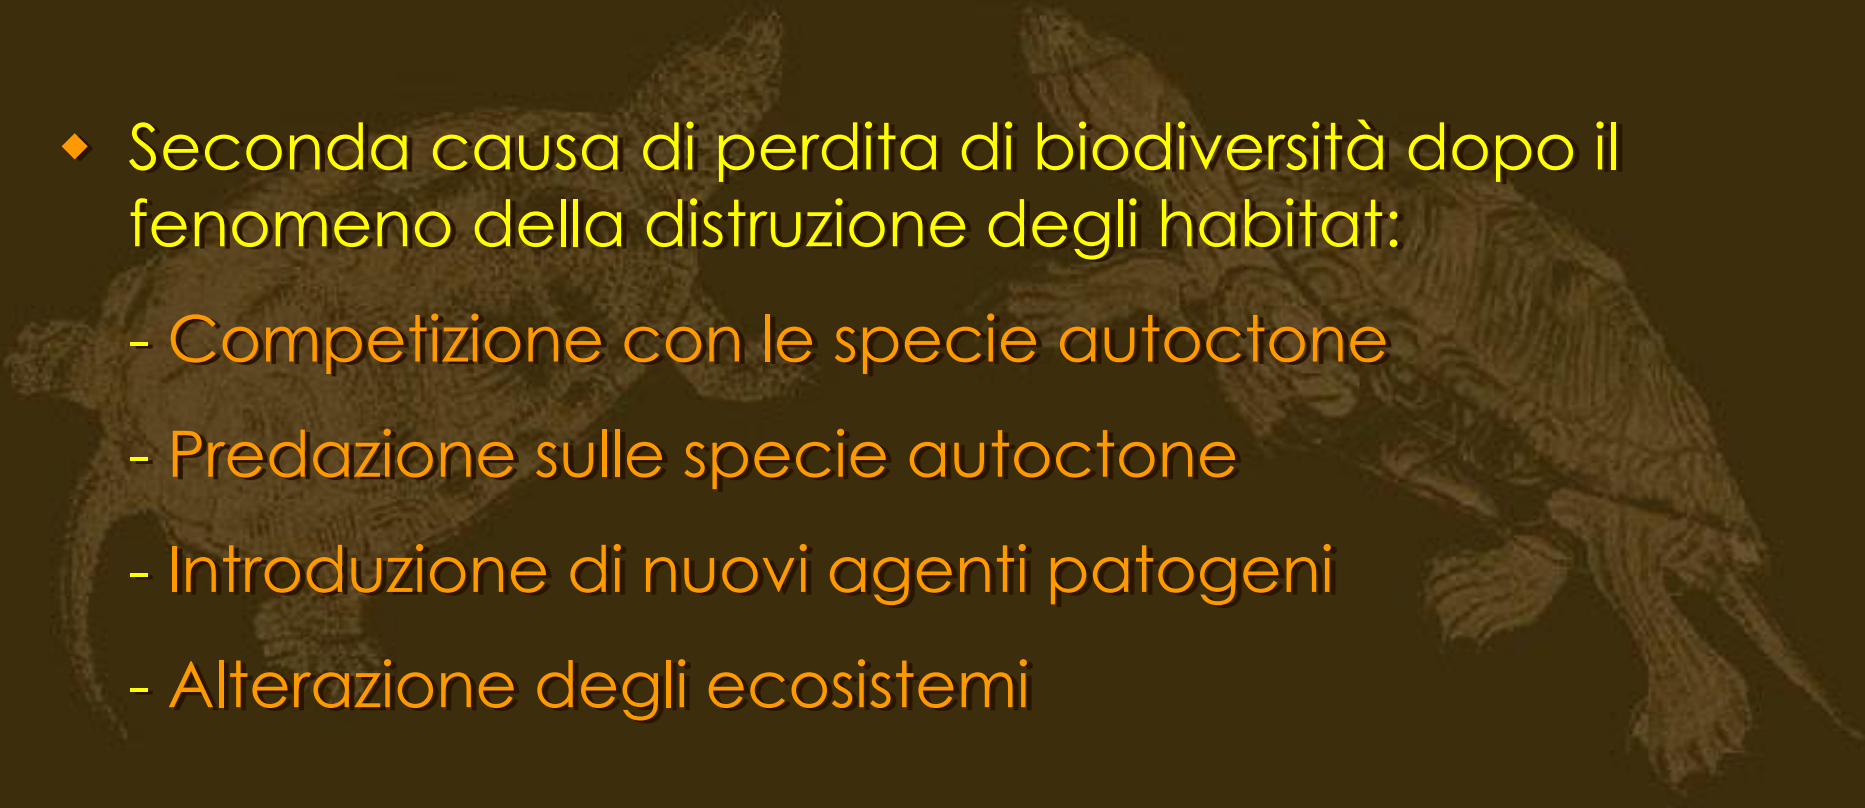 ◆ Seconda causa di perdita di biodiversità dopo il
fenomeno della distruzione degli habitat:
- Competizione con le specie autoctone
- Predazione sulle specie autoctone
- Introduzione di nuovi agenti patogeni
- Alterazione degli ecosistemi